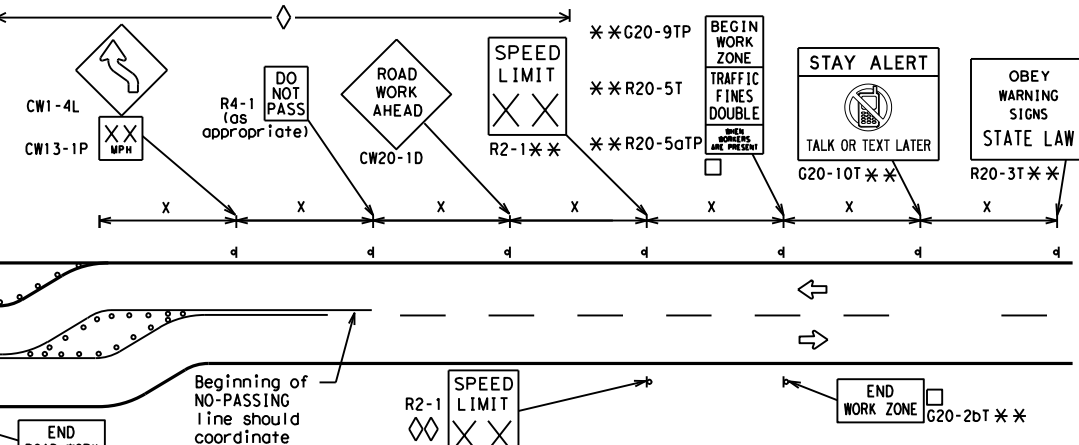 CW1-4L
CW13-1P
XX
MPH
R4-1
(as
appropriate)
DO
NOT
PASS
ROAD
WORK
AHEAD
CW20-1D
SPEED
LIMIT
X X
R2-1**
**G20-9TP
**R20-5T
**R20-5aTP
BEGIN
WORK
ZONE
TRAFFIC
FINES
DOUBLE
WHEN
WORKERS
ARE PRESENT
STAY ALERT
TALK OR TEXT LATER
G20-10T**
OBEY
WARNING
SIGNS
STATE LAW
R20-3T**
X X X X X X X
Beginning of
NO-PASSING
line should
coordinate
R2-1
SPEED
LIMIT
X X
END
WORK ZONE
G20-2bT**
END
ROAD WORK